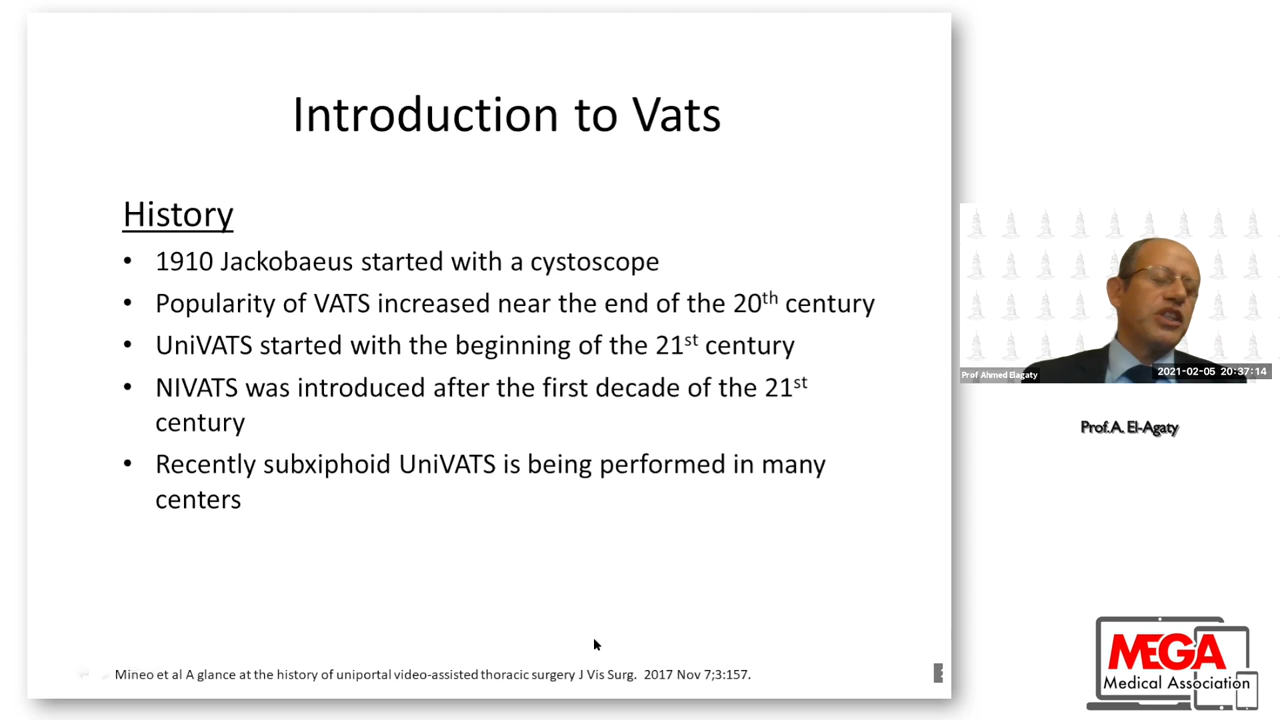 Introduction to Vats
History
• 1910 Jackobaeus started with a cystoscope
• Popularity of VATS increased near the end of the 20th century
• UniVATS started with the beginning of the 21st century
• NIVATS was introduced after the first decade of the 21st
century
• Recently subxiphoid UniVATS is being performed in many
centers
Mineo et al A glance at the history of uniportal video-assisted thoracic surgery J Vis Surg. 2017 Nov 7;3:157.
Prof Ahmed Elagaty
2021-02-05 20:37:14
Prof.A. El-Agaty
MEGA
Medical Association